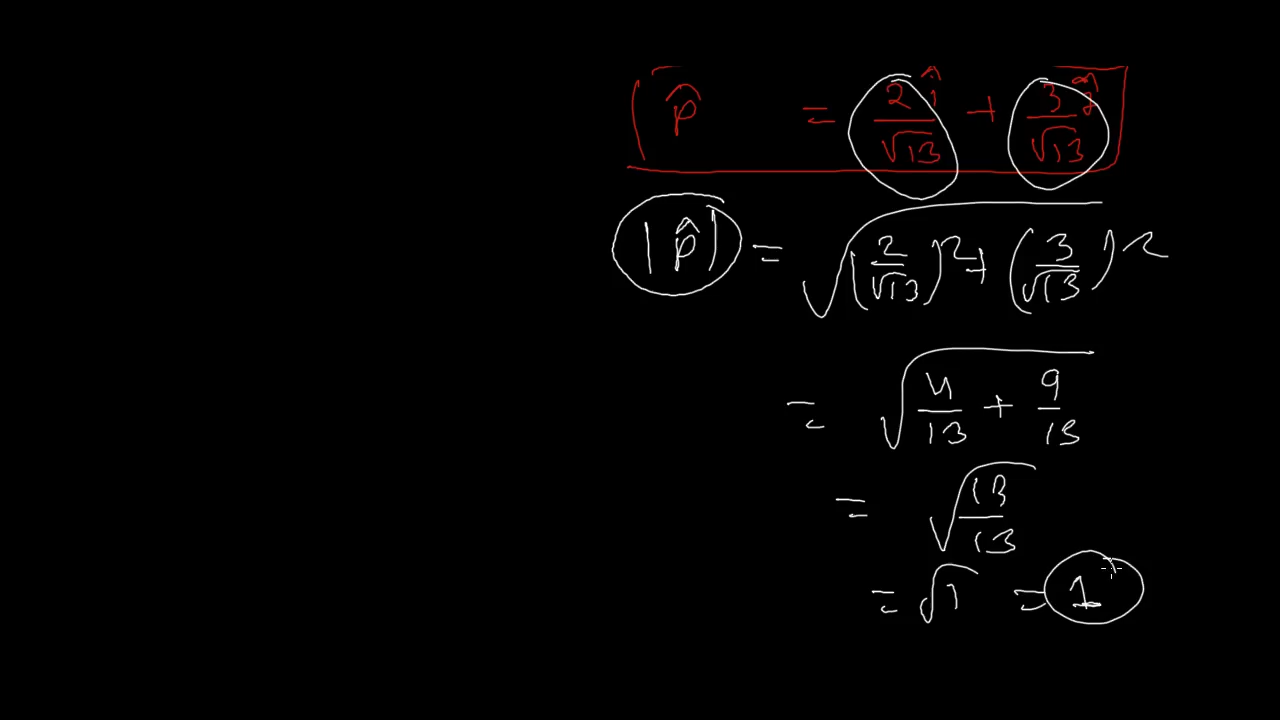 p̂ = 2/√13 î + 3/√13 ĵ
|p̂| = √((2/√13)² + (3/√13)²)
= √(4/13 + 9/13)
= √(13/13)
= √1 = 1